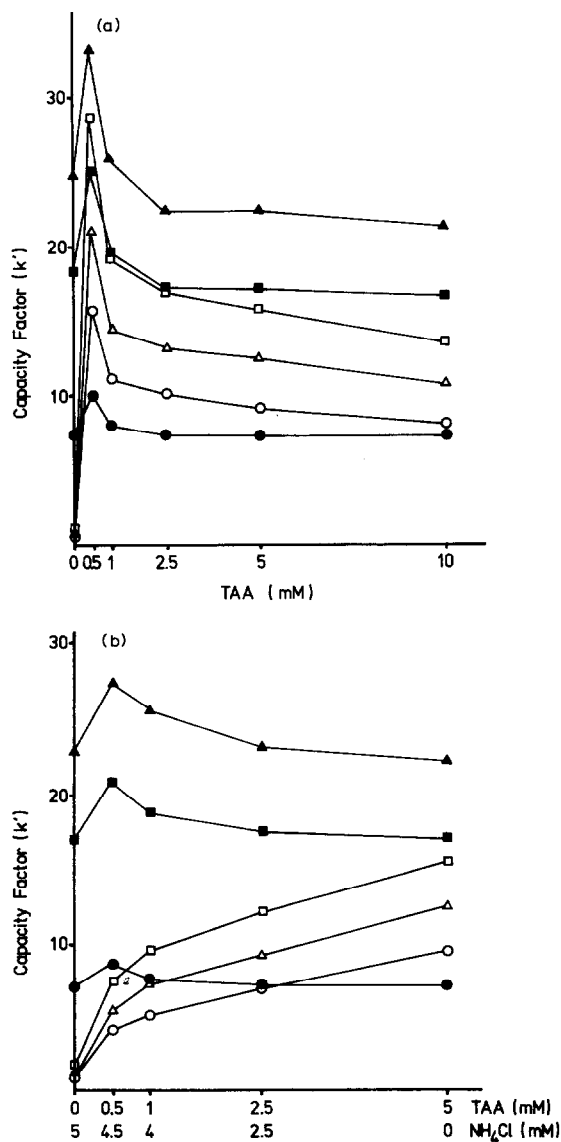 (a)
30
20
10
Capacity Factor (k')
0 0.5 1 2.5 5 10
TAA (mM)
(b)
30
20
10
Capacity Factor (k')
0 0.5 1 2.5 5 TAA (mM)
5 4.5 4 2.5 0 NH4Cl (mM)